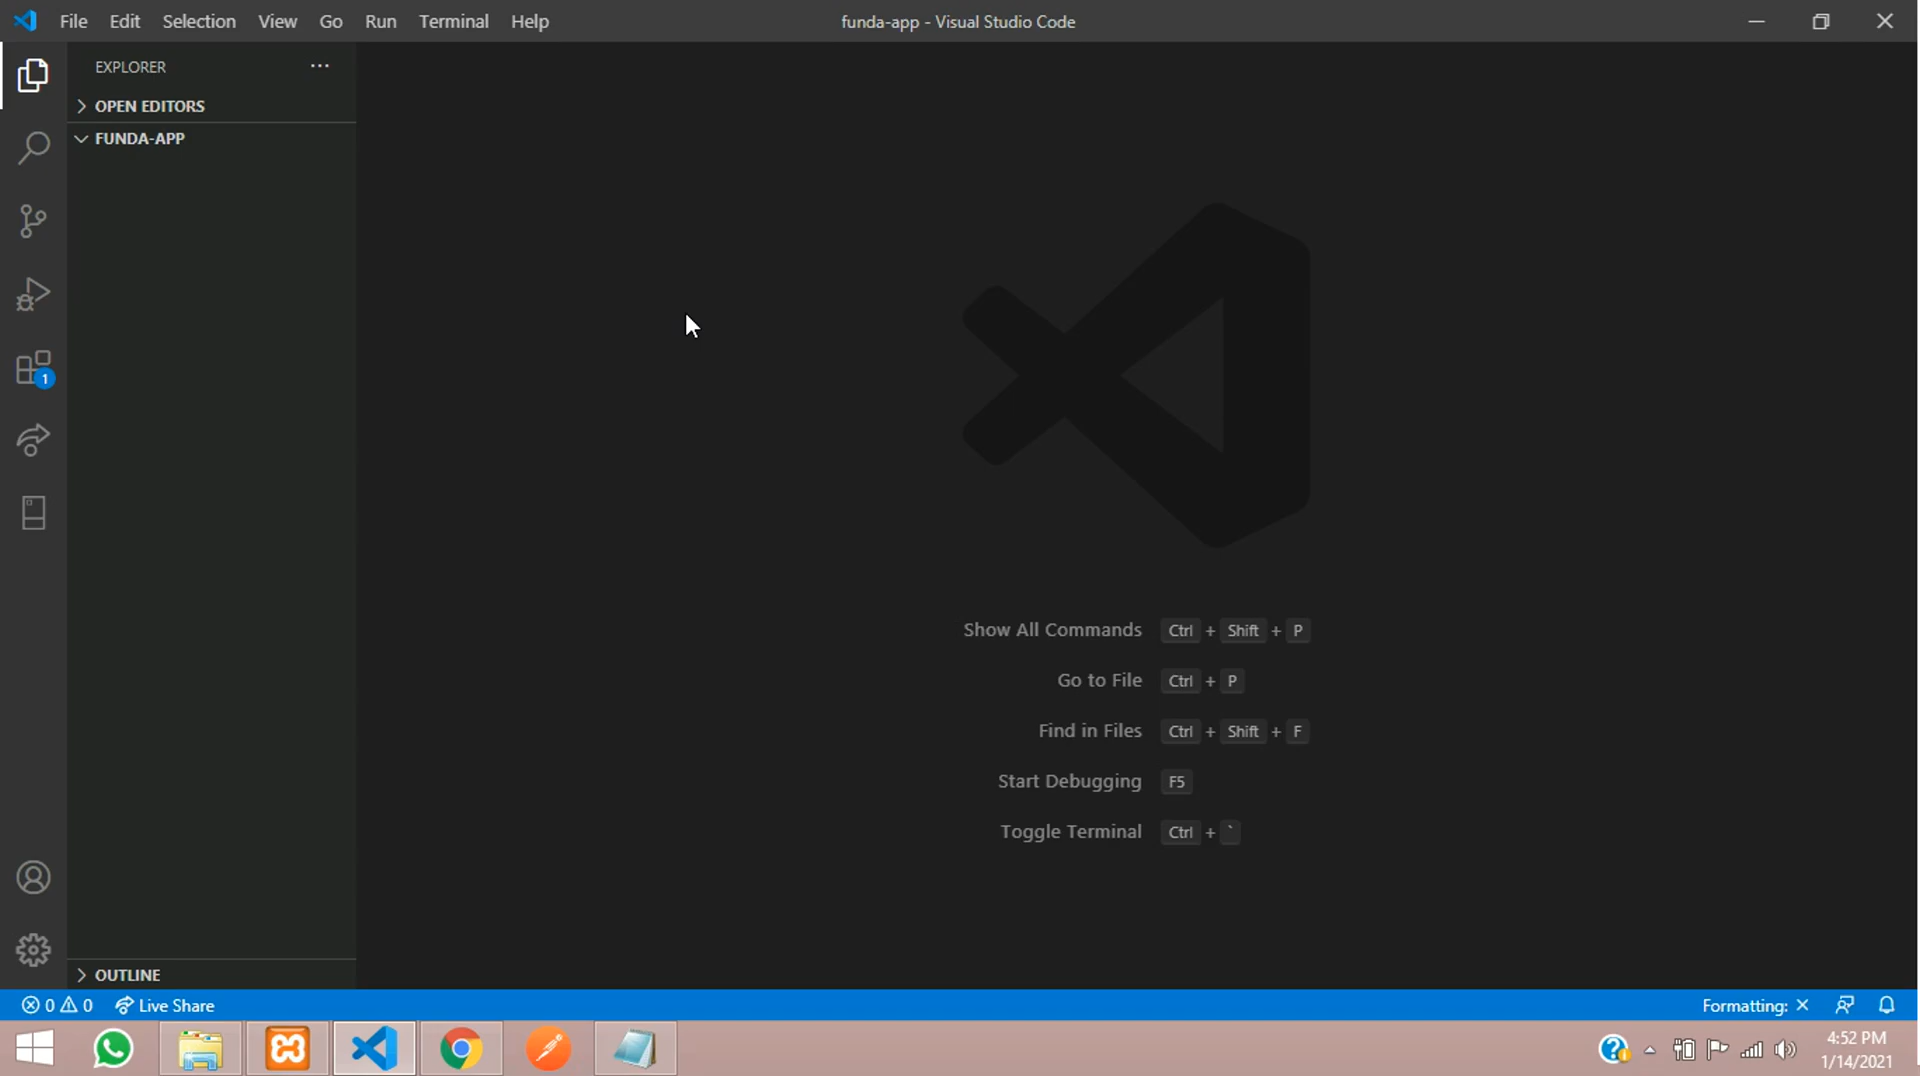 File Edit Selection View Go Run Terminal Help
funda-app - Visual Studio Code
EXPLORER
OPEN EDITORS
FUNDA-APP
1
Show All Commands Ctrl + Shift + P
Go to File Ctrl + P
Find in Files Ctrl + Shift + F
Start Debugging F5
Toggle Terminal Ctrl + `
OUTLINE
0 0 Live Share
Formatting: ×
4:52 PM
1/14/2021